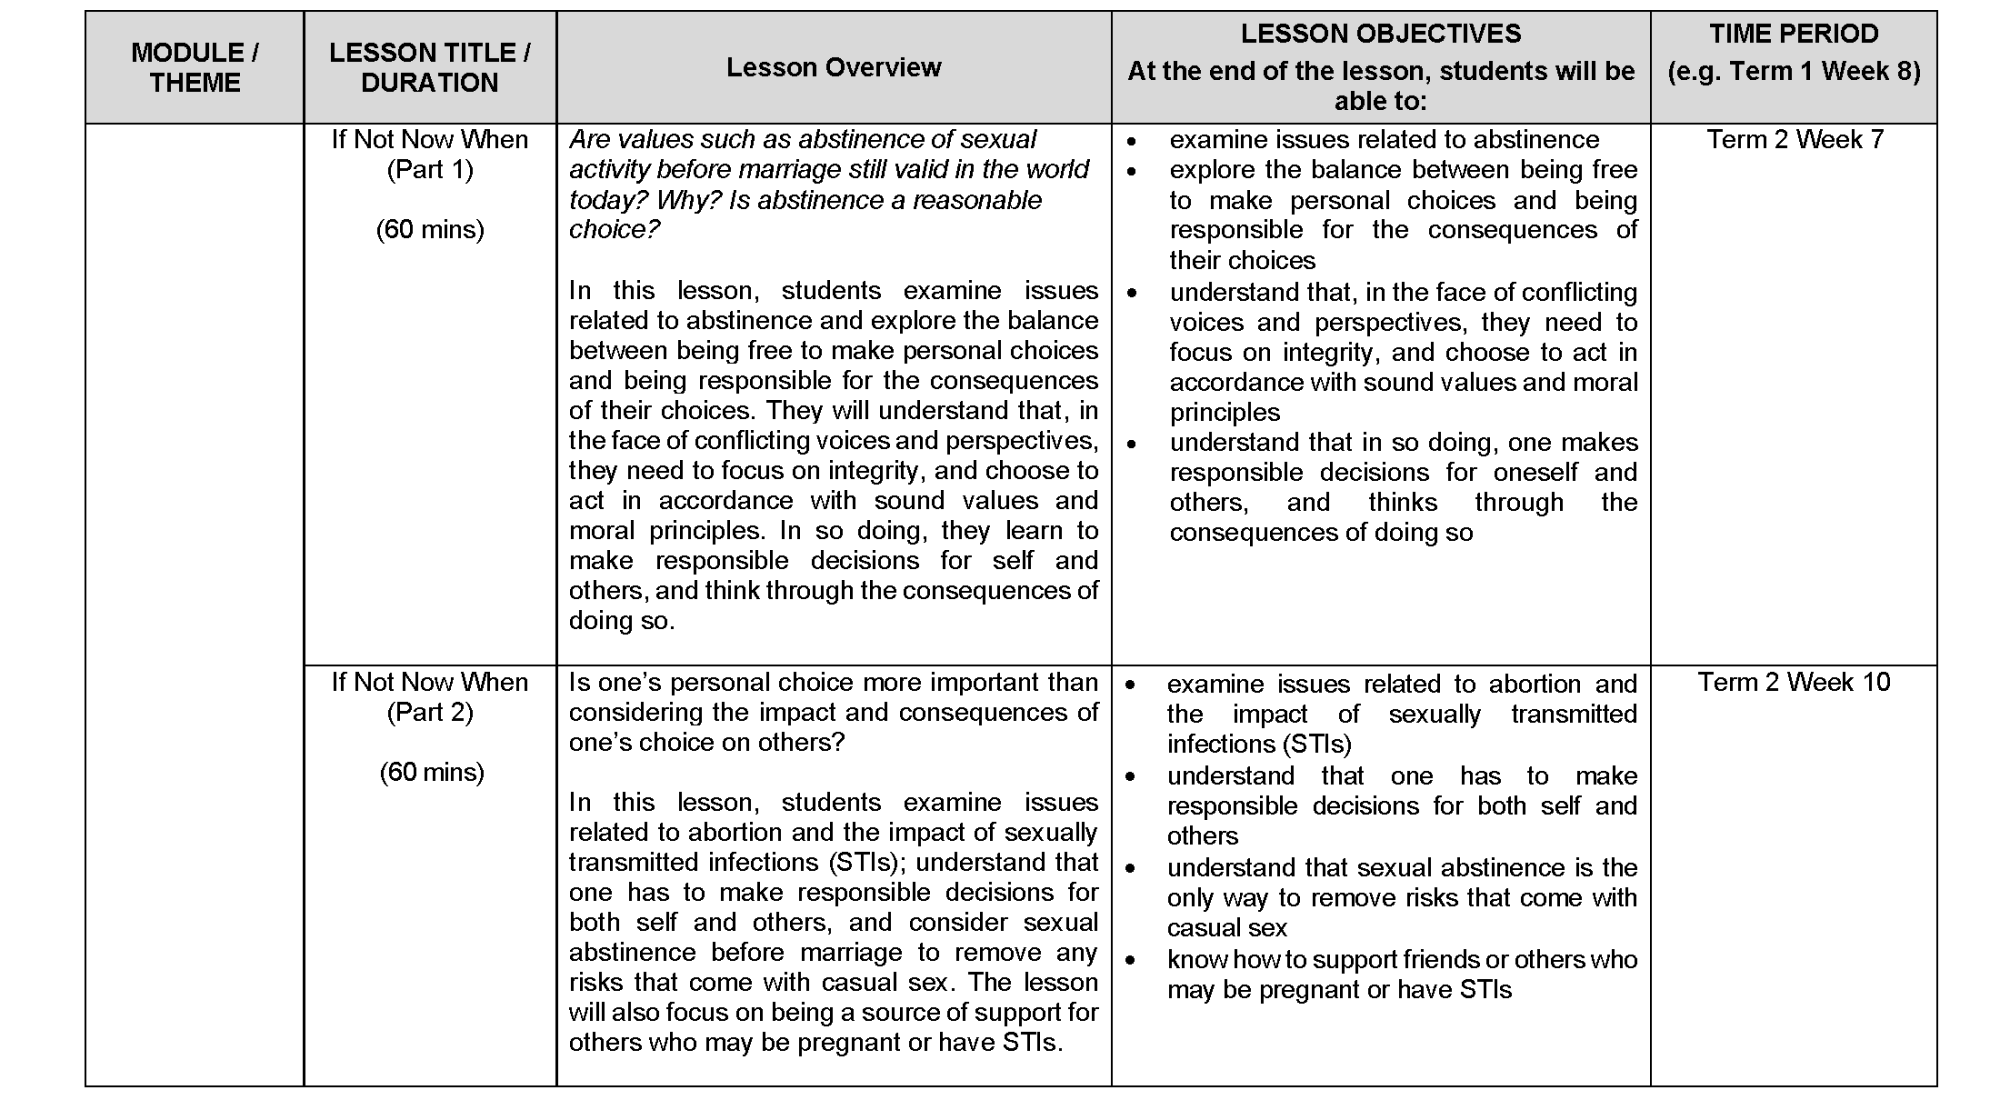 MODULE /
THEME
LESSON TITLE /
DURATION
Lesson Overview
LESSON OBJECTIVES
At the end of the lesson, students will be
able to:
TIME PERIOD
(e.g. Term 1 Week 8)
If Not Now When
(Part 1)
(60 mins)
Are values such as abstinence of sexual
activity before marriage still valid in the world
today? Why? Is abstinence a reasonable
choice?
In this lesson, students examine issues
related to abstinence and explore the balance
between being free to make personal choices
and being responsible for the consequences
of their choices. They will understand that, in
the face of conflicting voices and perspectives,
they need to focus on integrity, and choose to
act in accordance with sound values and
moral principles. In so doing, they learn to
make responsible decisions for self and
others, and think through the consequences of
doing so.
• examine issues related to abstinence
• explore the balance between being free
to make personal choices and being
responsible for the consequences of
their choices
• understand that, in the face of conflicting
voices and perspectives, they need to
focus on integrity, and choose to act in
accordance with sound values and moral
principles
• understand that in so doing, one makes
responsible decisions for oneself and
others, and thinks through the
consequences of doing so
Term 2 Week 7
If Not Now When
(Part 2)
(60 mins)
Is one’s personal choice more important than
considering the impact and consequences of
one’s choice on others?
In this lesson, students examine issues
related to abortion and the impact of sexually
transmitted infections (STIs); understand that
one has to make responsible decisions for
both self and others, and consider sexual
abstinence before marriage to remove any
risks that come with casual sex. The lesson
will also focus on being a source of support for
others who may be pregnant or have STIs.
• examine issues related to abortion and
the impact of sexually transmitted
infections (STIs)
• understand that one has to make
responsible decisions for both self and
others
• understand that sexual abstinence is the
only way to remove risks that come with
casual sex
• know how to support friends or others who
may be pregnant or have STIs
Term 2 Week 10